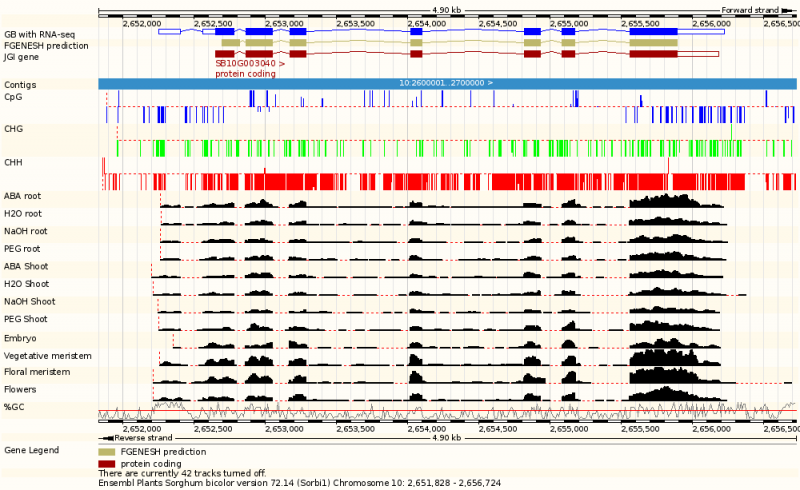 4.90 kb Forward strand
2,652,000 2,652,500 2,653,000 2,653,500 2,654,000 2,654,500 2,655,000 2,655,500 2,656,000 2,656,500
GB with RNA-seq
FGENESH prediction
JGI gene
SB10G003040 >
protein coding
Contigs
10:2600001..2700000 >
CpG
CHG
CHH
ABA root
H2O root
NaOH root
PEG root
ABA Shoot
H2O Shoot
NaOH Shoot
PEG Shoot
Embryo
Vegetative meristem
Floral meristem
Flowers
%GC
2,652,000 2,652,500 2,653,000 2,653,500 2,654,000 2,654,500 2,655,000 2,655,500 2,656,000 2,656,500
Reverse strand 4.90 kb
Gene Legend
FGENESH prediction
protein coding
There are currently 42 tracks turned off.
Ensembl Plants Sorghum bicolor version 72.14 (Sorbi1) Chromosome 10: 2,651,828 - 2,656,724